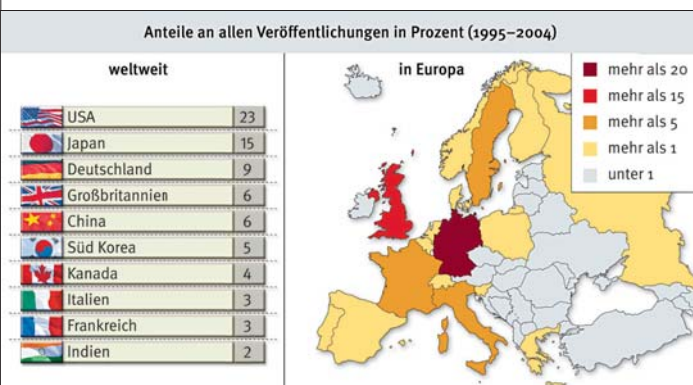 Anteile an allen Veröffentlichungen in Prozent (1995–2004)
weltweit
USA 23
Japan 15
Deutschland 9
Großbritannien 6
China 6
Süd Korea 5
Kanada 4
Italien 3
Frankreich 3
Indien 2
in Europa
mehr als 20
mehr als 15
mehr als 5
mehr als 1
unter 1